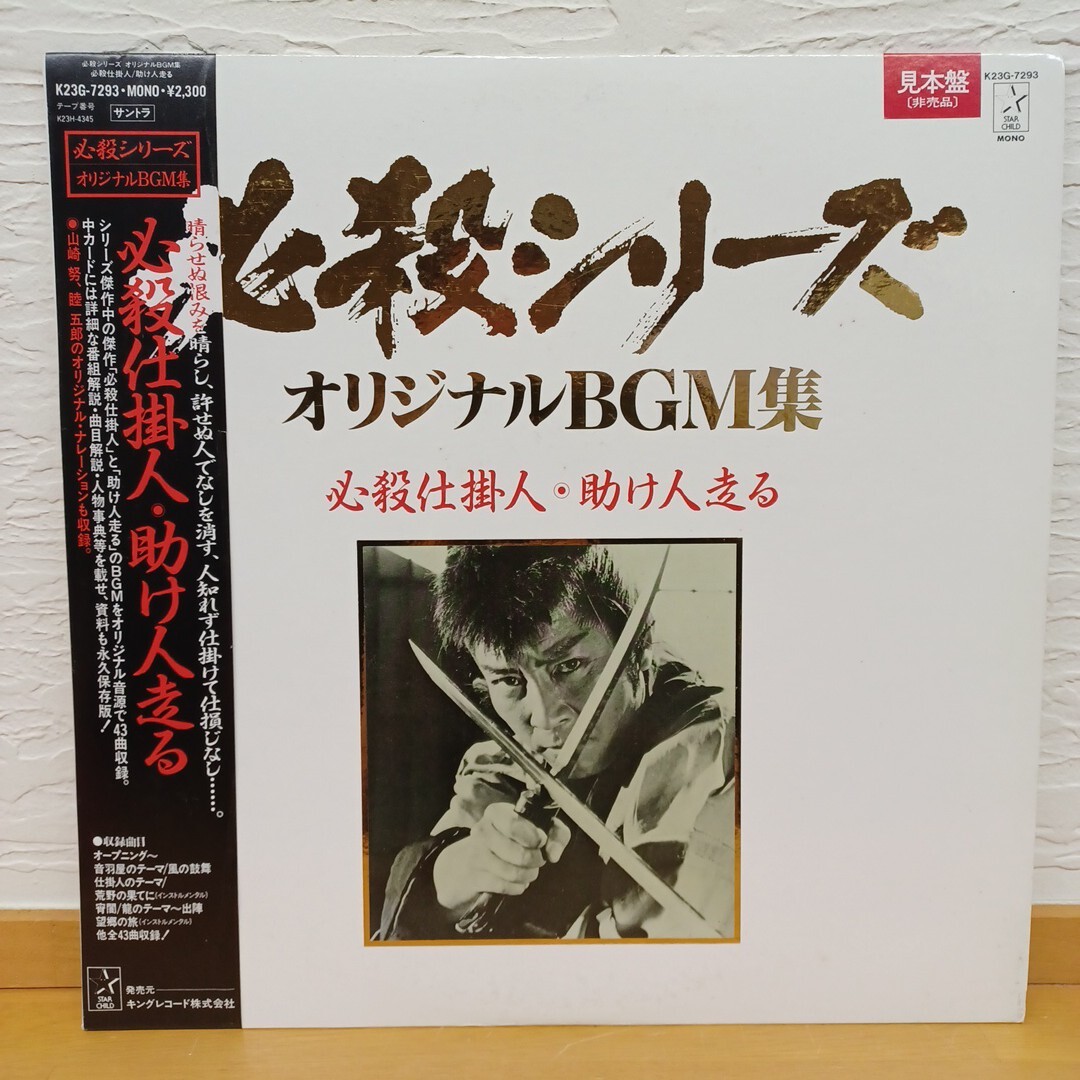 必殺シリーズ オリジナルBGM集
必殺仕掛人/助け人走る
K23G-7293・MONO・¥2,300
テープ番号
K23H-4345
サントラ
必殺シリーズ
オリジナルBGM集
晴らせぬ恨みを晴らし、許せぬ人でなしを消す、人知れず仕掛けて仕損じなし……。
必殺仕掛人・助け人走る
シリーズ傑作中の傑作「必殺仕掛人」と「助け人走る」のBGMをオリジナル音源で43曲収録。
中カードには詳細な番組解説・曲目解説・人物事典等を載せ、資料も永久保存版!
●山崎 努、睦 五郎のオリジナル・ナレーションも収録。
●収録曲目
オープニング～
音羽屋のテーマ/風の鼓舞
仕掛人のテーマ/
荒野の果てに(インストルメンタル)
宵闇/龍のテーマ～出陣
望郷の旅(インストルメンタル)
他全43曲収録!
STAR
CHILD
発売元
キングレコード株式会社
見本盤
〔非売品〕
K23G-7293
STAR
CHILD
MONO
必殺シリーズ
オリジナルBGM集
必殺仕掛人・助け人走る